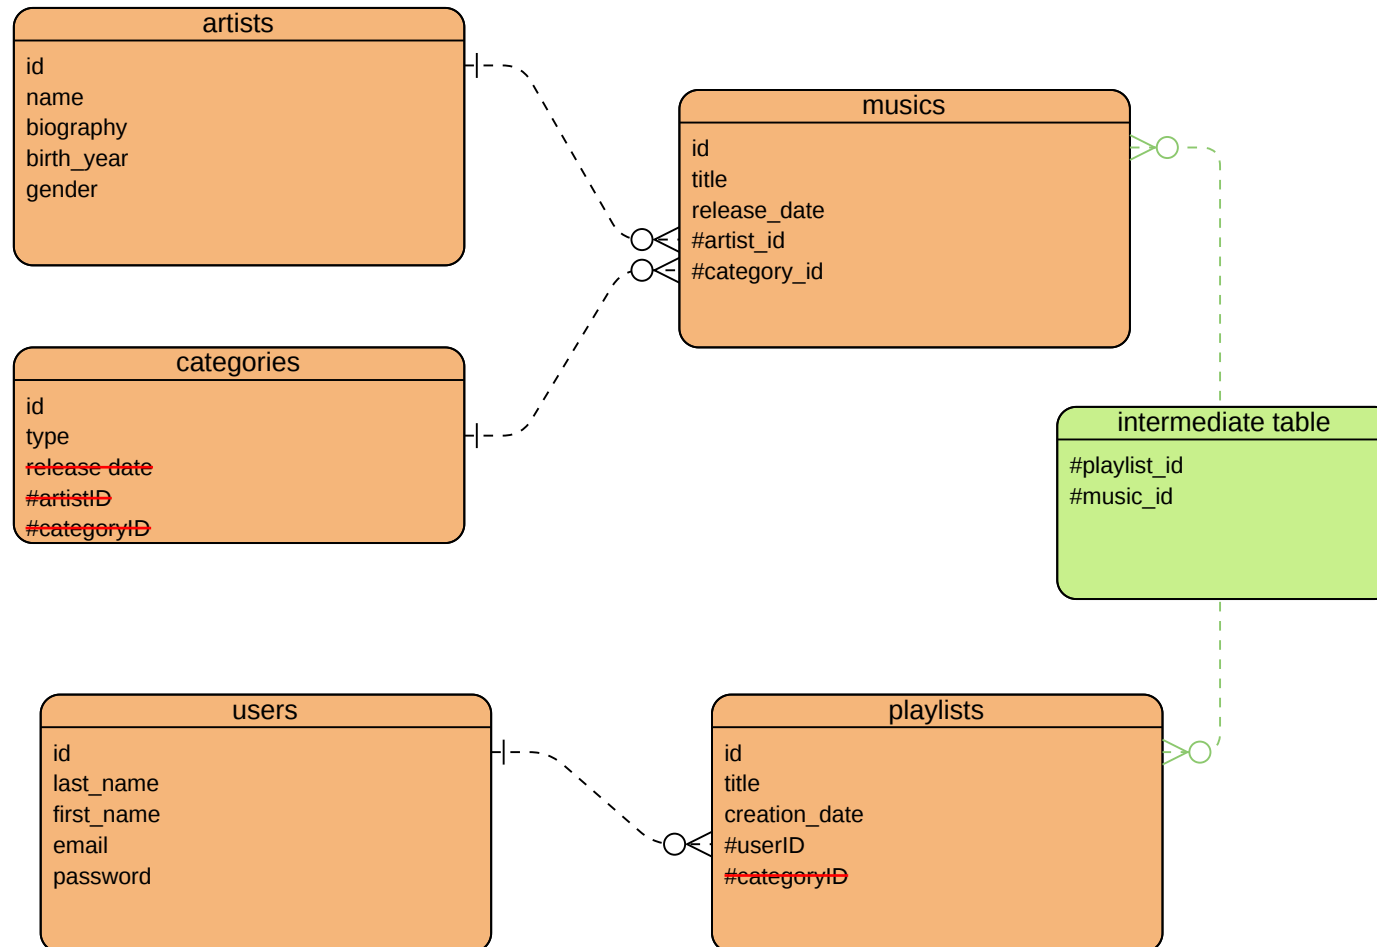 artists
id
name
biography
birth_year
gender
musics
id
title
release_date
#artist_id
#category_id
categories
id
type
release date
#artistID
#categoryID
intermediate table
#playlist_id
#music_id
users
id
last_name
first_name
email
password
playlists
id
title
creation_date
#userID
#categoryID